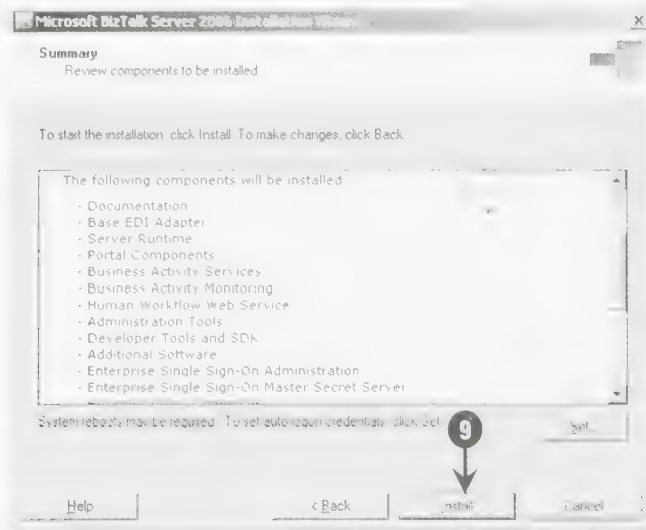 Microsoft BizTalk Server 2006 Installation Wizard
x
Summary
Review components to be installed
To start the installation, click Install. To make changes, click Back
The following components will be installed
- Documentation
- Base EDI Adapter
- Server Runtime
- Portal Components
- Business Activity Services
- Business Activity Monitoring
- Human Workflow Web Service
- Administration Tools
- Developer Tools and SDK
- Additional Software
- Enterprise Single Sign-On Administration
- Enterprise Single Sign-On Master Secret Server
System reboots may be required. To set auto logon credentials, click Set
Set...
9
Help
< Back
Install
Cancel